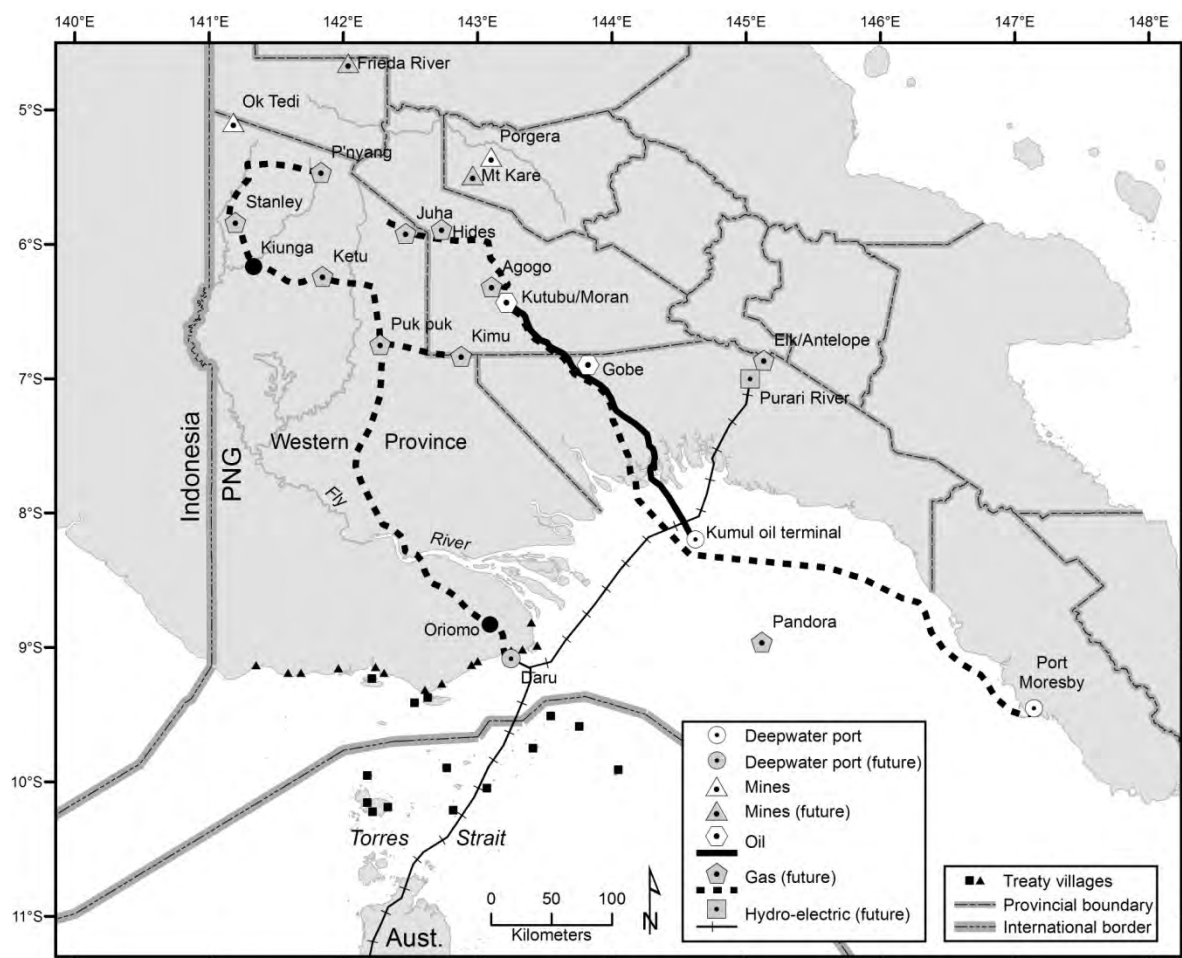 140°E 141°E 142°E 143°E 144°E 145°E 146°E 147°E 148°E
5°S
6°S
7°S
8°S
9°S
10°S
11°S
Frieda River
Ok Tedi
P'nyang
Porgera
Mt Kare
Stanley
Juha
Hides
Kiunga
Ketu
Agogo
Kutubu/Moran
Puk puk
Kimu
Elk/Antelope
Gobe
Purari River
Indonesia
PNG
Western Province
Fly
River
Kumul oil terminal
Oriomo
Pandora
Daru
Port
Moresby
Torres Strait
Aust.
0 50 100
Kilometers
N
Deepwater port
Deepwater port (future)
Mines
Mines (future)
Oil
Gas (future)
Hydro-electric (future)
Treaty villages
Provincial boundary
International border